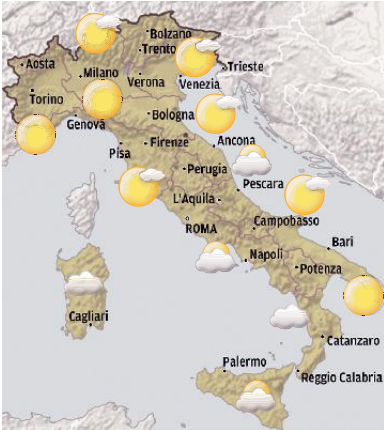 Bolzano
Trento
Aosta
Trieste
Milano
Verona
Venezia
Torino
Genova
Bologna
Ancona
Firenze
Pisa
Perugia
Pescara
L'Aquila
Campobasso
ROMA
Bari
Napoli
Potenza
Cagliari
Catanzaro
Palermo
Reggio Calabria